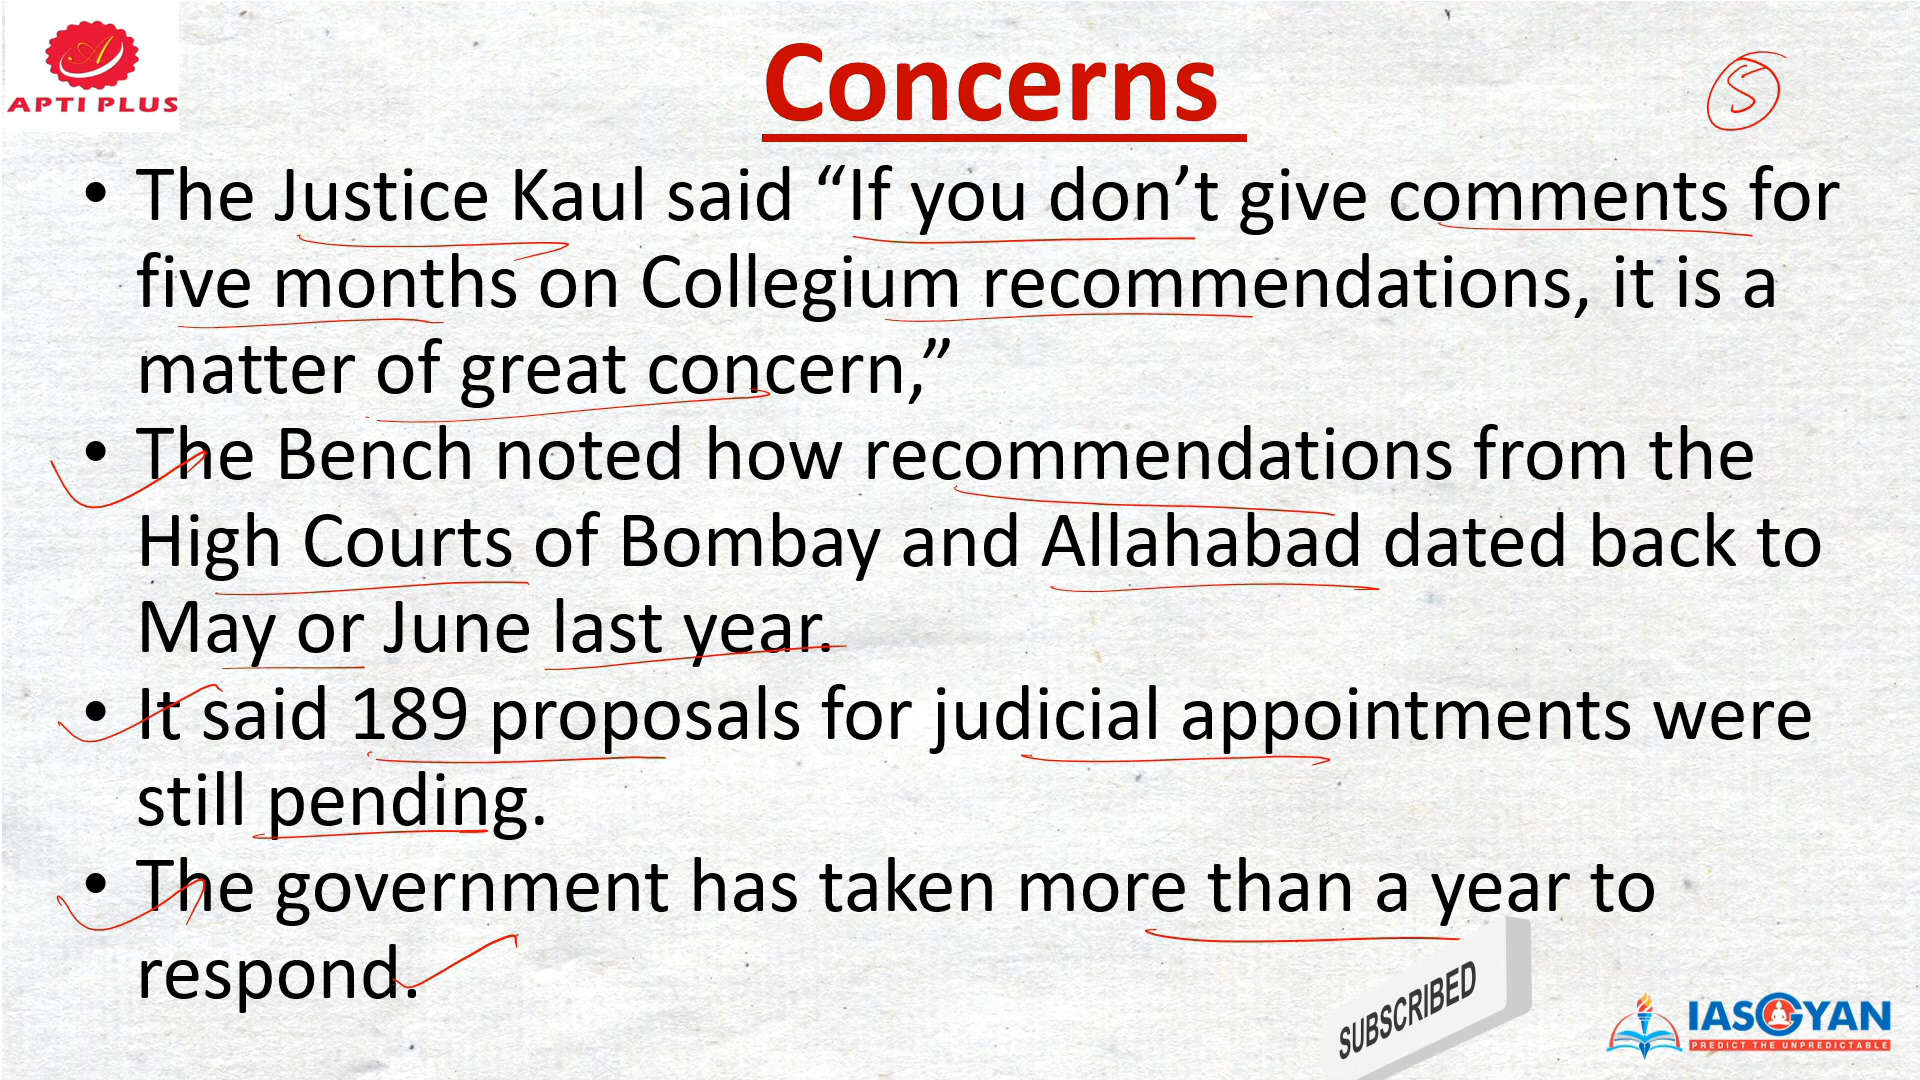 APTI PLUS
Concerns
S
• The Justice Kaul said “If you don’t give comments for
five months on Collegium recommendations, it is a
matter of great concern,”
• The Bench noted how recommendations from the
High Courts of Bombay and Allahabad dated back to
May or June last year.
• It said 189 proposals for judicial appointments were
still pending.
• The government has taken more than a year to
respond.
SUBSCRIBED
IASGYAN
PREDICT THE UNPREDICTABLE